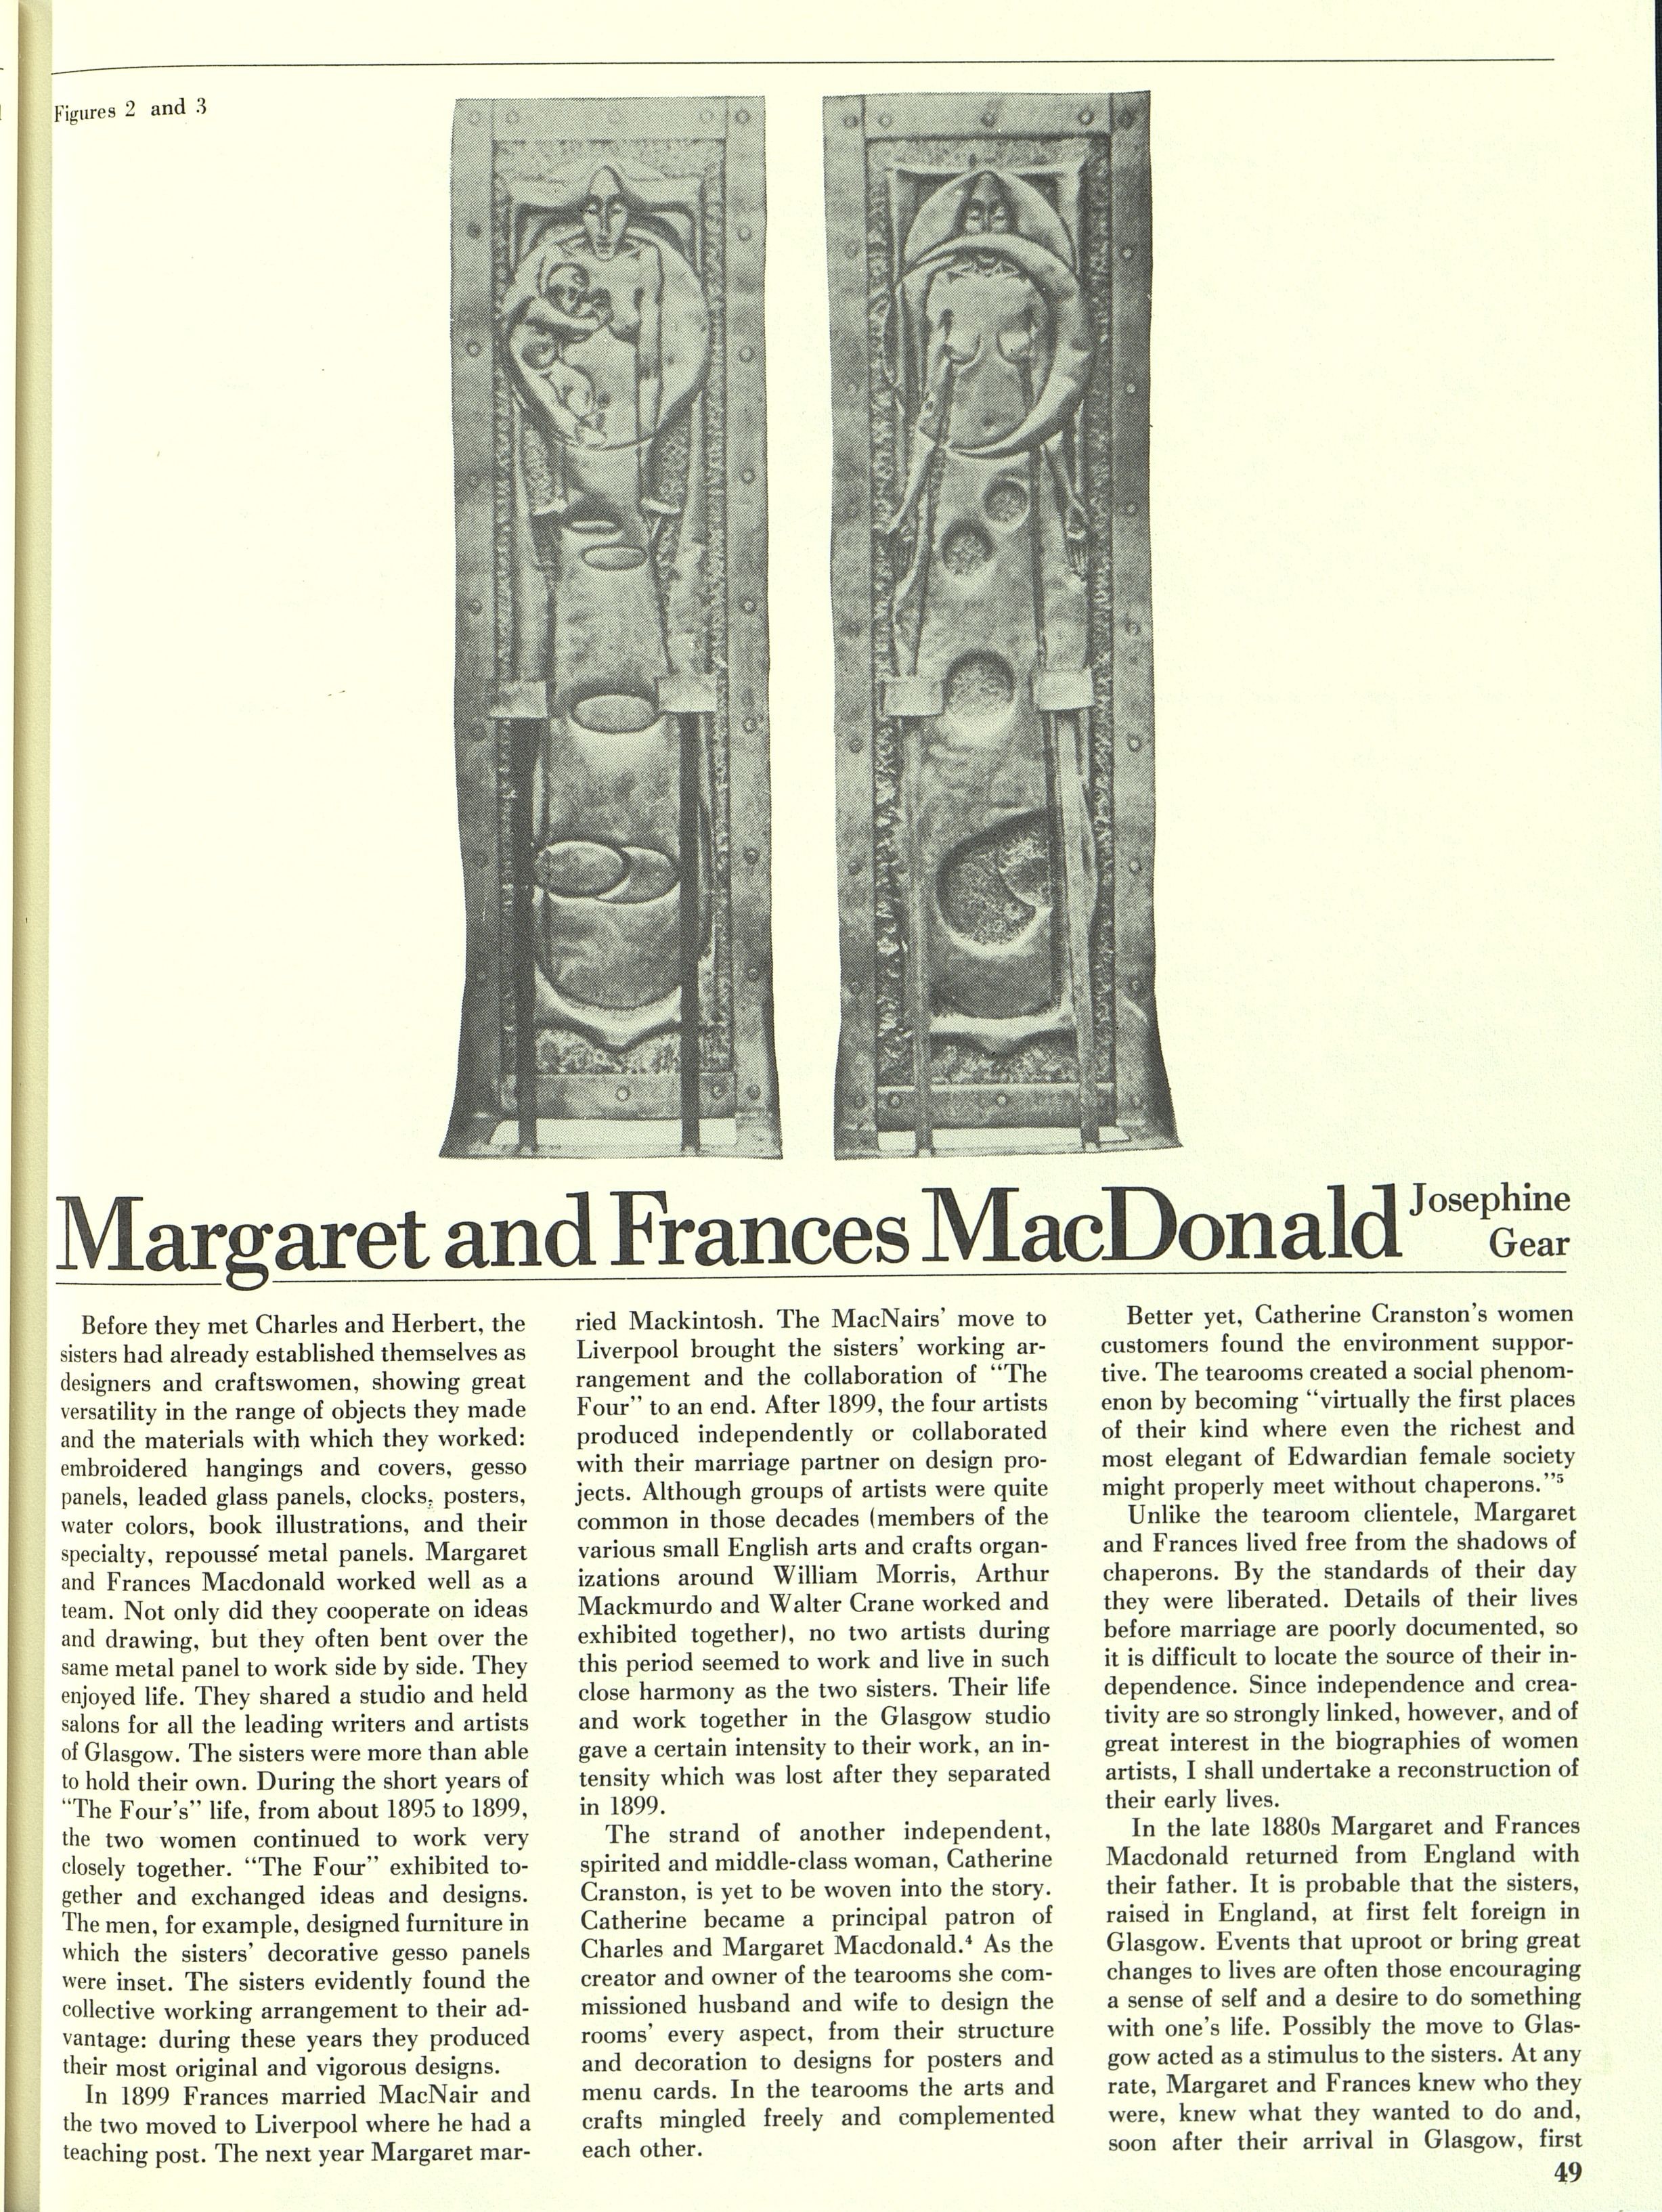 Figures 2 and 3
Margaret and Frances MacDonald
Josephine
Gear
Before they met Charles and Herbert, the
sisters had already established themselves as
designers and craftswomen, showing great
versatility in the range of objects they made
and the materials with which they worked:
embroidered hangings and covers, gesso
panels, leaded glass panels, clocks, posters,
water colors, book illustrations, and their
specialty, repoussé metal panels. Margaret
and Frances Macdonald worked well as a
team. Not only did they cooperate on ideas
and drawing, but they often bent over the
same metal panel to work side by side. They
enjoyed life. They shared a studio and held
salons for all the leading writers and artists
of Glasgow. The sisters were more than able
to hold their own. During the short years of
“The Four’s” life, from about 1895 to 1899,
the two women continued to work very
closely together. “The Four” exhibited to-
gether and exchanged ideas and designs.
The men, for example, designed furniture in
which the sisters’ decorative gesso panels
were inset. The sisters evidently found the
collective working arrangement to their ad-
vantage: during these years they produced
their most original and vigorous designs.
In 1899 Frances married MacNair and
the two moved to Liverpool where he had a
teaching post. The next year Margaret mar-
ried Mackintosh. The MacNairs’ move to
Liverpool brought the sisters’ working ar-
rangement and the collaboration of “The
Four” to an end. After 1899, the four artists
produced independently or collaborated
with their marriage partner on design pro-
jects. Although groups of artists were quite
common in those decades (members of the
various small English arts and crafts organ-
izations around William Morris, Arthur
Mackmurdo and Walter Crane worked and
exhibited together), no two artists during
this period seemed to work and live in such
close harmony as the two sisters. Their life
and work together in the Glasgow studio
gave a certain intensity to their work, an in-
tensity which was lost after they separated
in 1899.
The strand of another independent,
spirited and middle-class woman, Catherine
Cranston, is yet to be woven into the story.
Catherine became a principal patron of
Charles and Margaret Macdonald.⁴ As the
creator and owner of the tearooms she com-
missioned husband and wife to design the
rooms’ every aspect, from their structure
and decoration to designs for posters and
menu cards. In the tearooms the arts and
crafts mingled freely and complemented
each other.
Better yet, Catherine Cranston’s women
customers found the environment suppor-
tive. The tearooms created a social phenom-
enon by becoming “virtually the first places
of their kind where even the richest and
most elegant of Edwardian female society
might properly meet without chaperons.”⁵
Unlike the tearoom clientele, Margaret
and Frances lived free from the shadows of
chaperons. By the standards of their day
they were liberated. Details of their lives
before marriage are poorly documented, so
it is difficult to locate the source of their in-
dependence. Since independence and crea-
tivity are so strongly linked, however, and of
great interest in the biographies of women
artists, I shall undertake a reconstruction of
their early lives.
In the late 1880s Margaret and Frances
Macdonald returned from England with
their father. It is probable that the sisters,
raised in England, at first felt foreign in
Glasgow. Events that uproot or bring great
changes to lives are often those encouraging
a sense of self and a desire to do something
with one’s life. Possibly the move to Glas-
gow acted as a stimulus to the sisters. At any
rate, Margaret and Frances knew who they
were, knew what they wanted to do and,
soon after their arrival in Glasgow, first
49